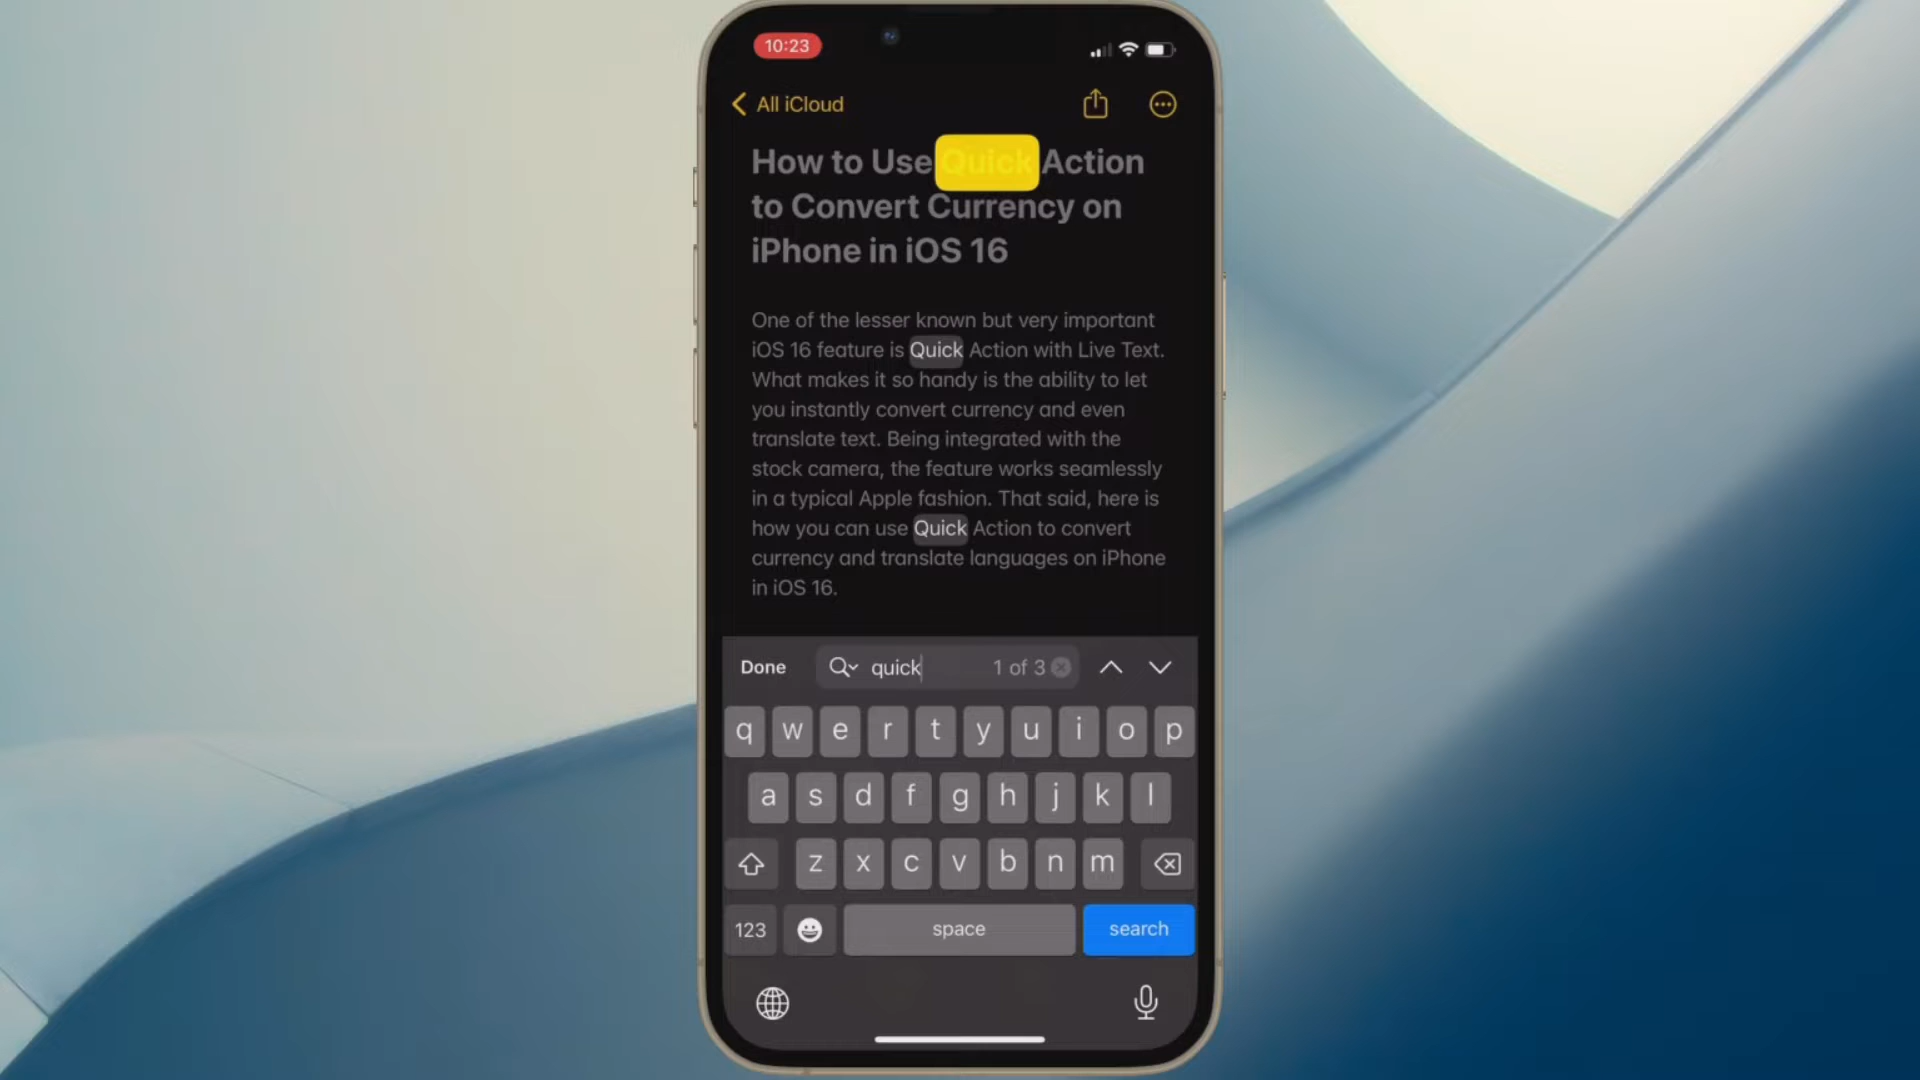 10:23
All iCloud
How to Use Quick Action
to Convert Currency on
iPhone in iOS 16
One of the lesser known but very important
iOS 16 feature is Quick Action with Live Text.
What makes it so handy is the ability to let
you instantly convert currency and even
translate text. Being integrated with the
stock camera, the feature works seamlessly
in a typical Apple fashion. That said, here is
how you can use Quick Action to convert
currency and translate languages on iPhone
in iOS 16.
Done quick 1 of 3
q w e r t y u i o p
a s d f g h j k l
z x c v b n m
123 space search